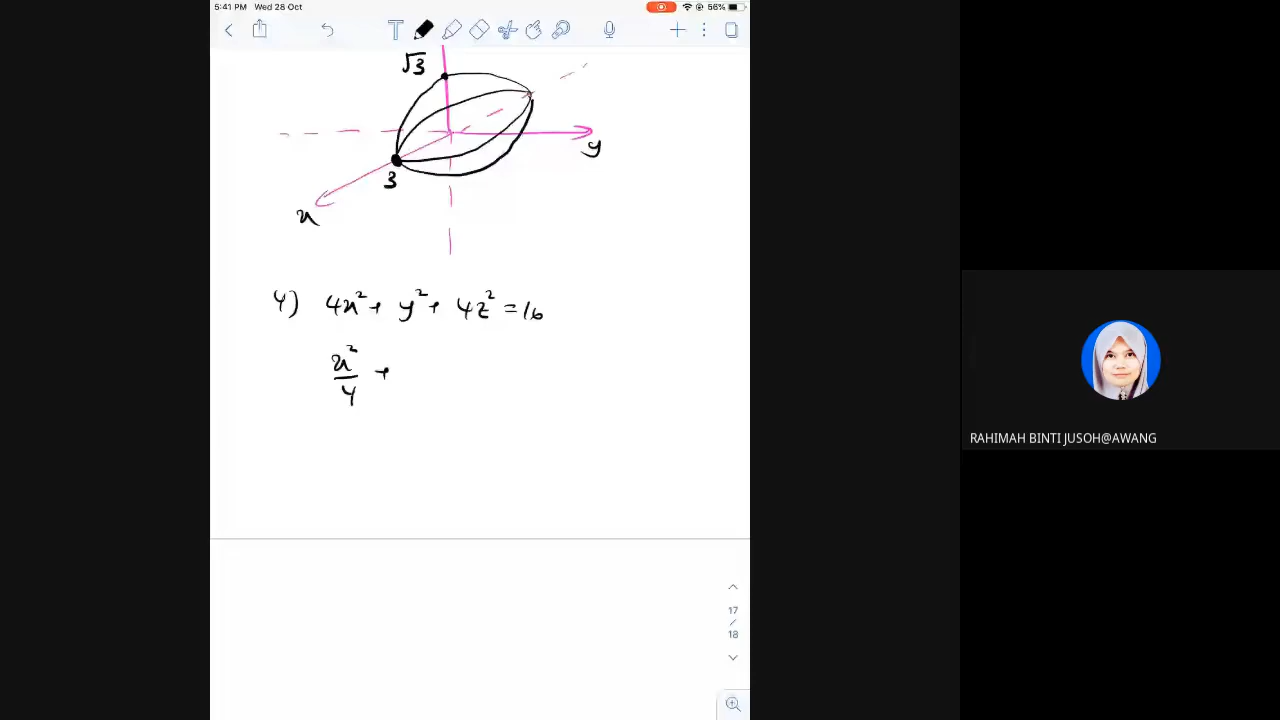 5:41 PM Wed 28 Oct
56%
T
√3
y
3
x
4) 4x² + y² + 4z² = 16
x²/4 +
17
/
18
RAHIMAH BINTI JUSOH@AWANG